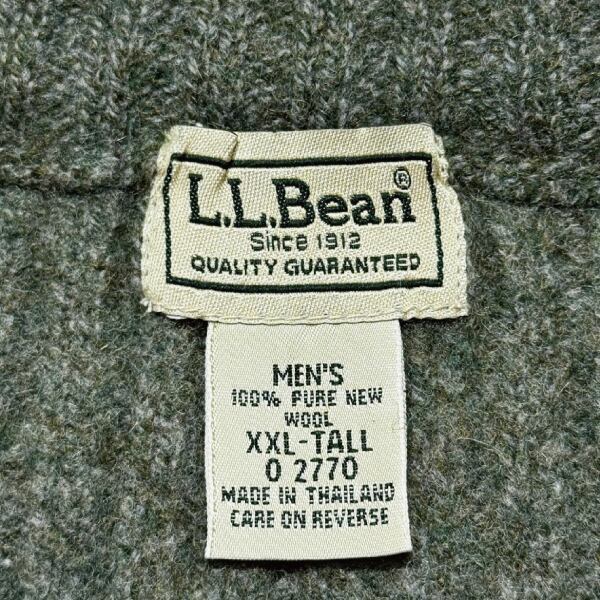 L.L.Bean®
Since 1912
QUALITY GUARANTEED
MEN'S
100% PURE NEW
WOOL
XXL-TALL
0 2770
MADE IN THAILAND
CARE ON REVERSE